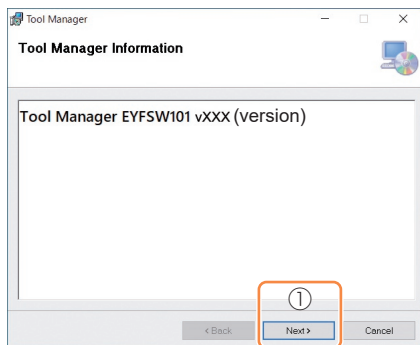 Tool Manager
Tool Manager Information
Tool Manager EYFSW101 vXXX (version)
①
< Back
Next >
Cancel